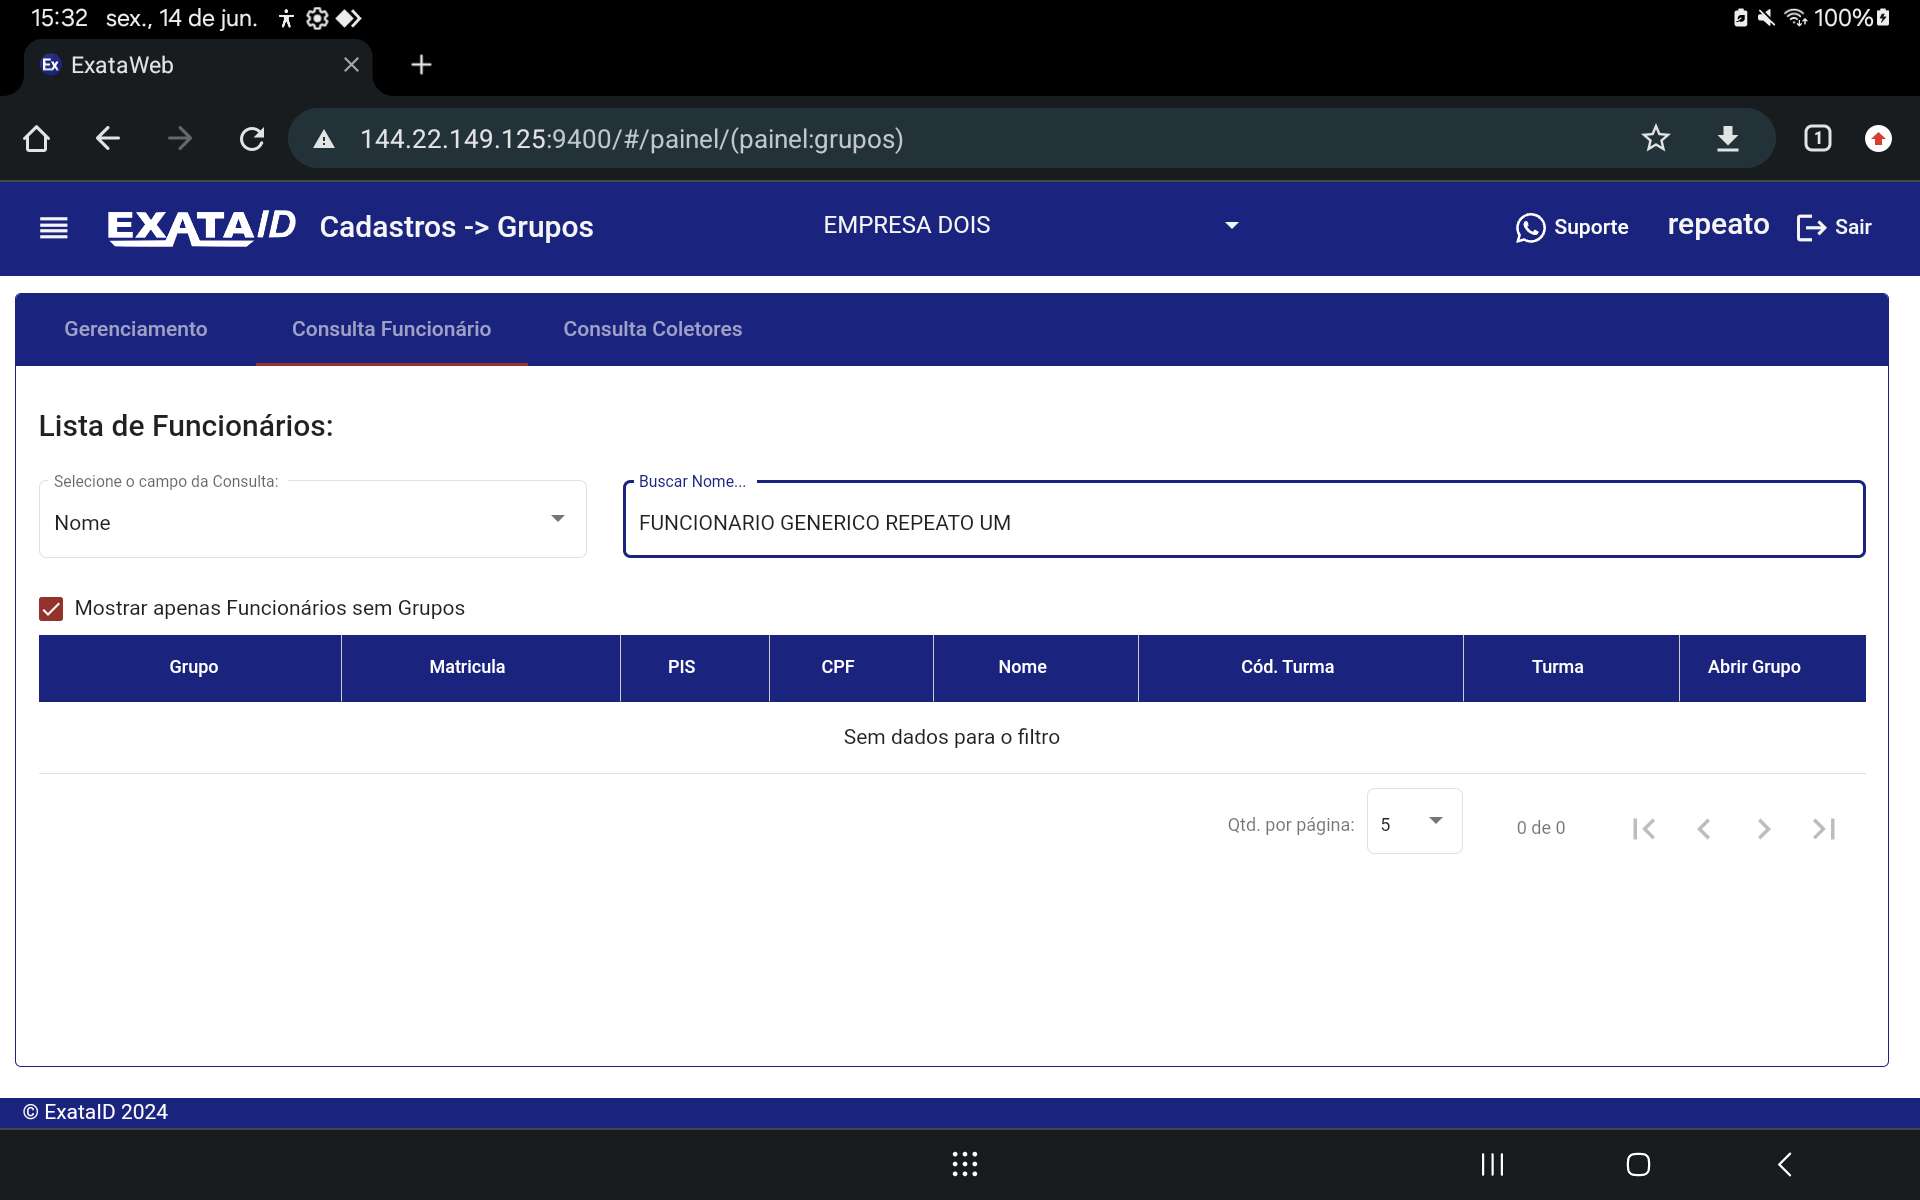 15:32 sex., 14 de jun. 100%
Ex ExataWeb
144.22.149.125:9400/#/painel/(painel:grupos) 1
EXATAID Cadastros -> Grupos EMPRESA DOIS Suporte repeato Sair
Gerenciamento Consulta Funcionário Consulta Coletores
Lista de Funcionários:
Selecione o campo da Consulta: Buscar Nome...
Nome FUNCIONARIO GENERICO REPEATO UM
Mostrar apenas Funcionários sem Grupos
Grupo Matricula PIS CPF Nome Cód. Turma Turma Abrir Grupo
Sem dados para o filtro
Qtd. por página: 5 0 de 0
© ExataID 2024